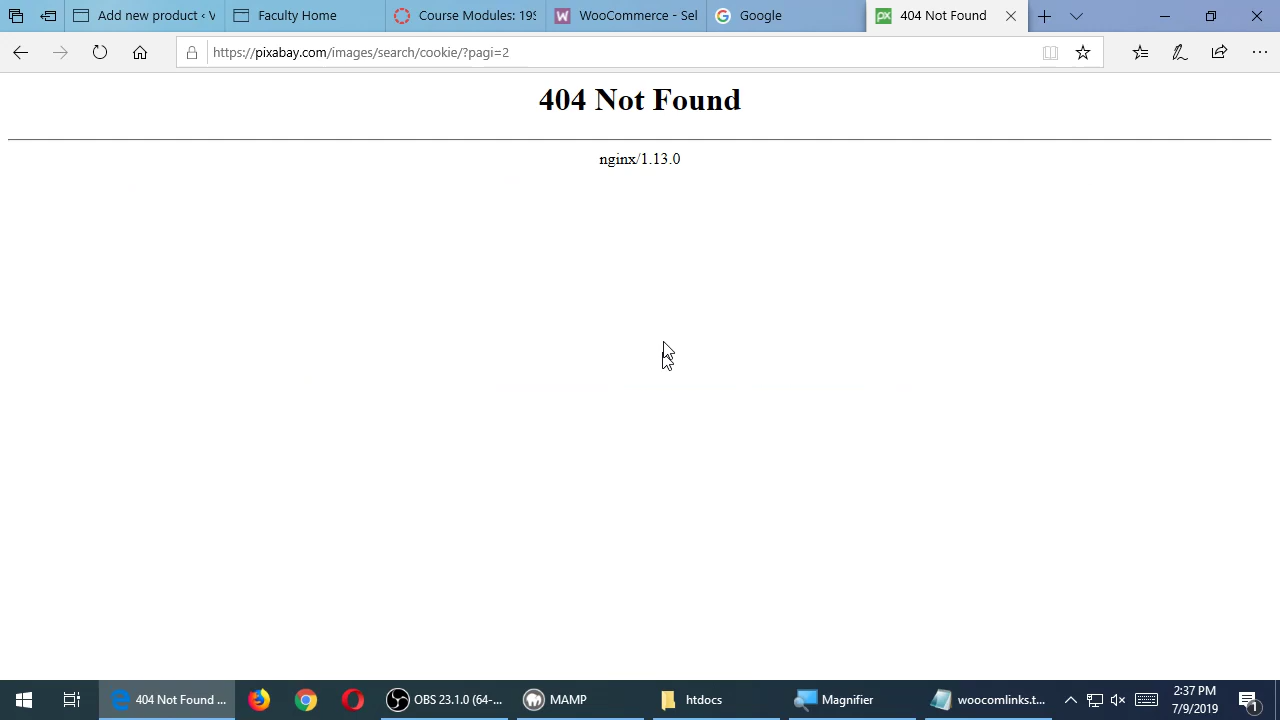 Add new product ‹ W
Faculty Home
Course Modules: 19S
WooCommerce - Sel
Google
404 Not Found
https://pixabay.com/images/search/cookie/?pagi=2
404 Not Found
nginx/1.13.0
404 Not Found ...
OBS 23.1.0 (64-...
MAMP
htdocs
Magnifier
woocomlinks.t...
2:37 PM
7/9/2019
1